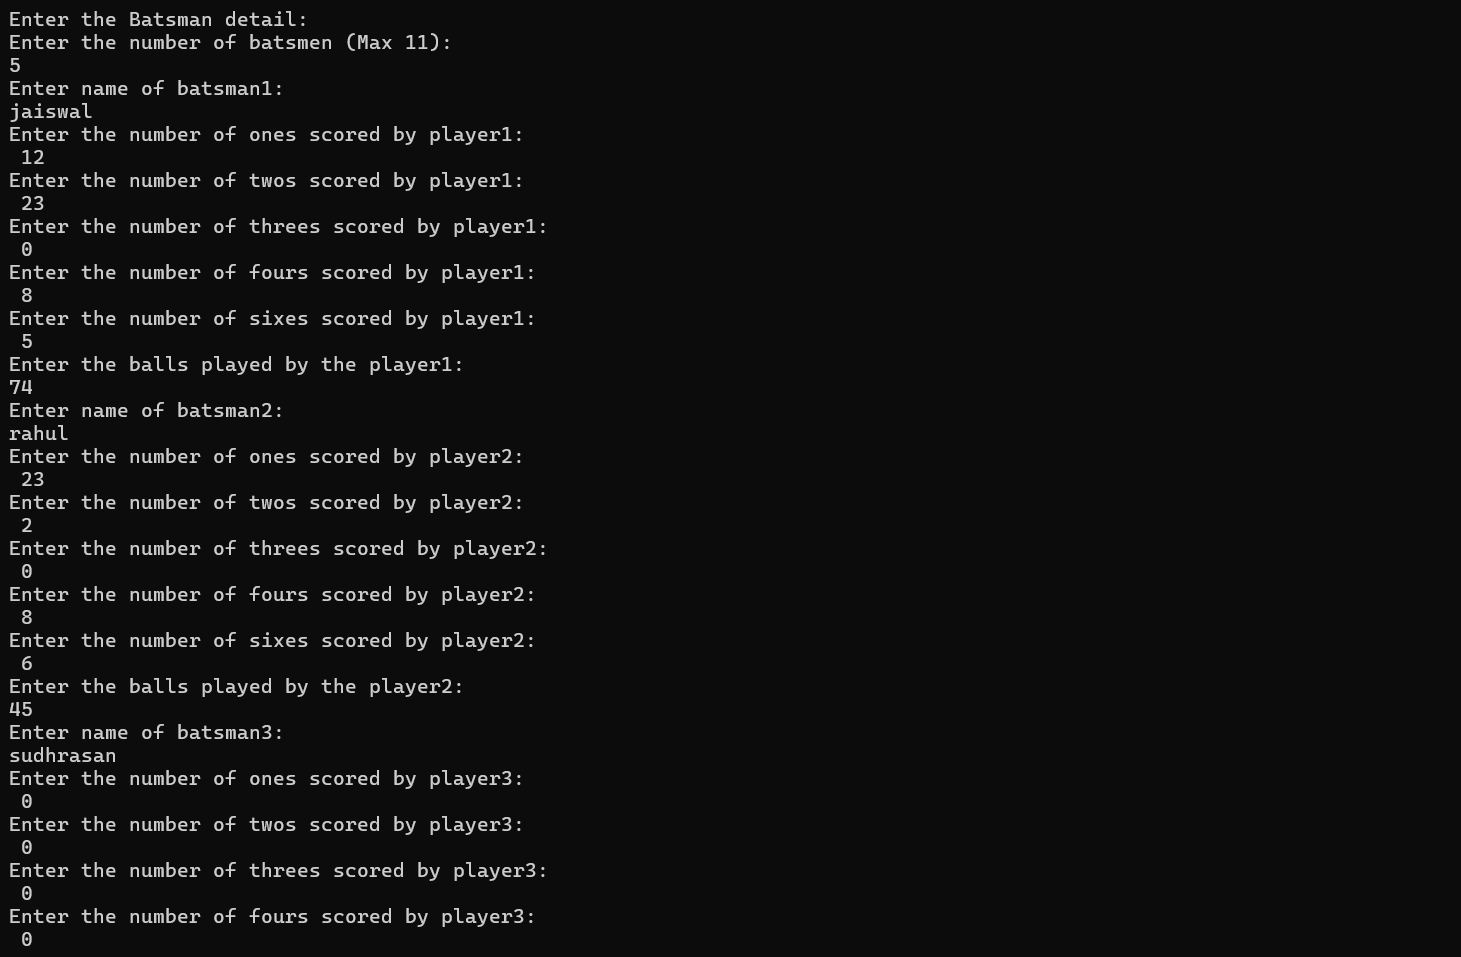 Enter the Batsman detail:
Enter the number of batsmen (Max 11):
5
Enter name of batsman1:
jaiswal
Enter the number of ones scored by player1:
12
Enter the number of twos scored by player1:
23
Enter the number of threes scored by player1:
0
Enter the number of fours scored by player1:
8
Enter the number of sixes scored by player1:
5
Enter the balls played by the player1:
74
Enter name of batsman2:
rahul
Enter the number of ones scored by player2:
23
Enter the number of twos scored by player2:
2
Enter the number of threes scored by player2:
0
Enter the number of fours scored by player2:
8
Enter the number of sixes scored by player2:
6
Enter the balls played by the player2:
45
Enter name of batsman3:
sudhrasan
Enter the number of ones scored by player3:
0
Enter the number of twos scored by player3:
0
Enter the number of threes scored by player3:
0
Enter the number of fours scored by player3:
0